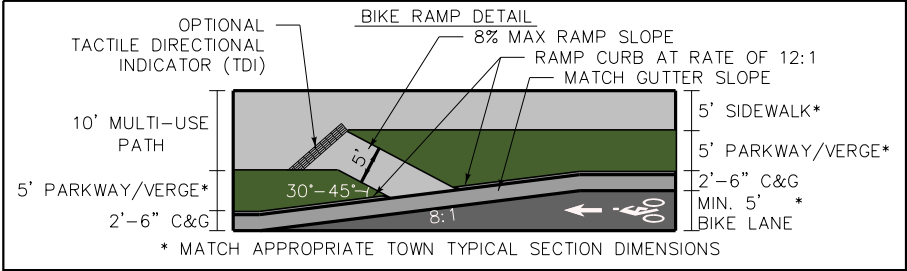 BIKE RAMP DETAIL
OPTIONAL
TACTILE DIRECTIONAL
INDICATOR (TDI)
8% MAX RAMP SLOPE
RAMP CURB AT RATE OF 12:1
MATCH GUTTER SLOPE
10' MULTI-USE
PATH
5' PARKWAY/VERGE*
2'-6" C&G
5'
30°-45°
8:1
5' SIDEWALK*
5' PARKWAY/VERGE*
2'-6" C&G
MIN. 5' *
BIKE LANE
* MATCH APPROPRIATE TOWN TYPICAL SECTION DIMENSIONS